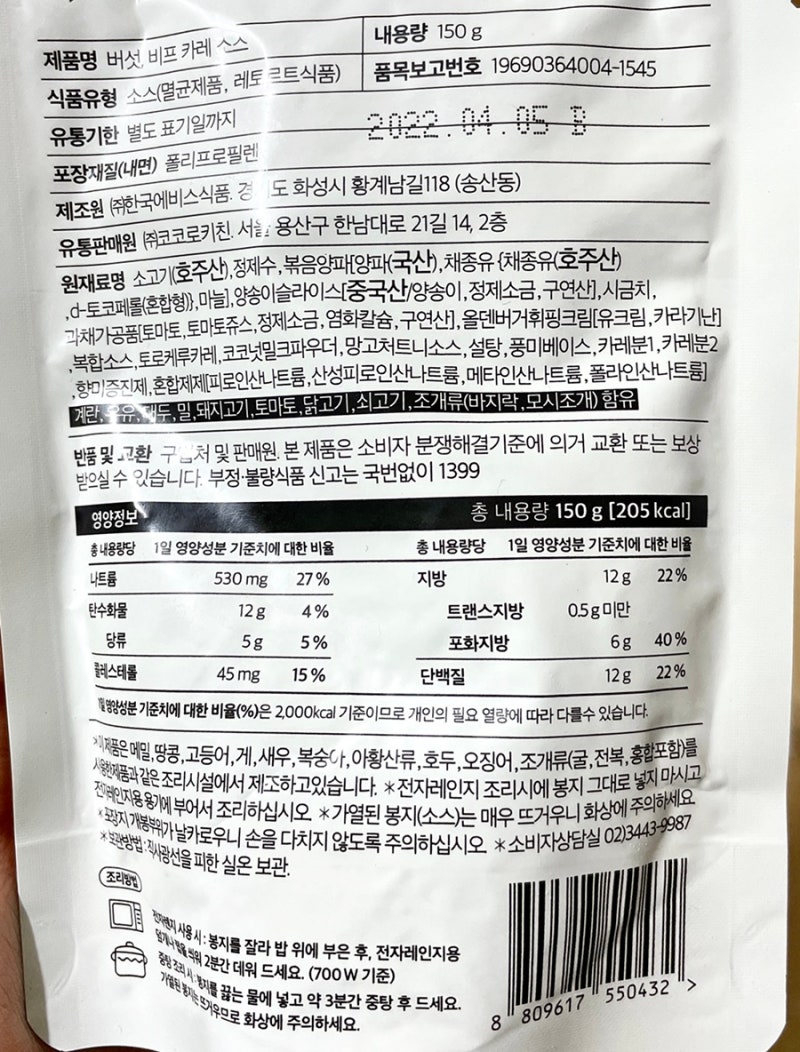 제품명 버섯 비프 카레 소스
내용량 150 g
식품유형 소스(멸균제품, 레토르트식품)
품목보고번호 19690364004-1545
유통기한 별도 표기일까지
2022.04.05 B
포장재질(내면) 폴리프로필렌
제조원 ㈜한국에비스식품. 경 도 화성시 황계남길118 (송산동)
유통판매원 ㈜코코로키친. 서울 용산구 한남대로 21길 14, 2층
원재료명 소고기(호주산),정제수,볶음양파[양파(국산),채종유{채종유(호주산)
,d-토코페롤(혼합형)},마늘],양송이슬라이스[중국산/양송이,정제소금,구연산],시금치,
과채가공품[토마토,토마토쥬스,정제소금,염화칼슘,구연산],올덴버거휘핑크림[유크림,카라기난]
,복합소스,토로케루카레,코코넛밀크파우더,망고처트니소스,설탕,풍미베이스,카레분1,카레분2
,향미증진제,혼합제제[피로인산나트륨,산성피로인산나트륨,메타인산나트륨,폴리인산나트륨]
계란,우유,대두,밀,돼지고기,토마토,닭고기,쇠고기,조개류(바지락,모시조개) 함유
반품 및 교환 구입처 및 판매원. 본 제품은 소비자 분쟁해결기준에 의거 교환 또는 보상
받으실 수 있습니다. 부정·불량식품 신고는 국번없이 1399
영양정보 총 내용량 150 g [205 kcal]
총 내용량당 1일 영양성분 기준치에 대한 비율 총 내용량당 1일 영양성분 기준치에 대한 비율
나트륨 530 mg 27 % 지방 12 g 22 %
탄수화물 12 g 4 % 트랜스지방 0.5 g 미만
당류 5 g 5 % 포화지방 6 g 40 %
콜레스테롤 45 mg 15 % 단백질 12 g 22 %
1일 영양성분 기준치에 대한 비율(%)은 2,000kcal 기준이므로 개인의 필요 열량에 따라 다를수 있습니다.
*이 제품은 메밀,땅콩,고등어,게,새우,복숭아,아황산류,호두,오징어,조개류(굴,전복,홍합포함)를
사용한제품과 같은 조리시설에서 제조하고있습니다. *전자레인지 조리시에 봉지 그대로 넣지 마시고
전자레인지용 용기에 부어서 조리하십시오 *가열된 봉지(소스)는 매우 뜨거우니 화상에 주의하세요
*포장지 개봉부위가 날카로우니 손을 다치지 않도록 주의하십시오 *소비자상담실 02)3443-9987
*보관방법:직사광선을 피한 실온 보관.
조리방법
전자레인지 사용 시 : 봉지를 잘라 밥 위에 부은 후, 전자레인지용
덮개나 랩을 씌워 2분간 데워 드세요. (700 W 기준)
중탕 조리 시 : 봉지를 끓는 물에 넣고 약 3분간 중탕 후 드세요.
가열된 봉지는 뜨거우므로 화상에 주의하세요.
8 809617 550432 >